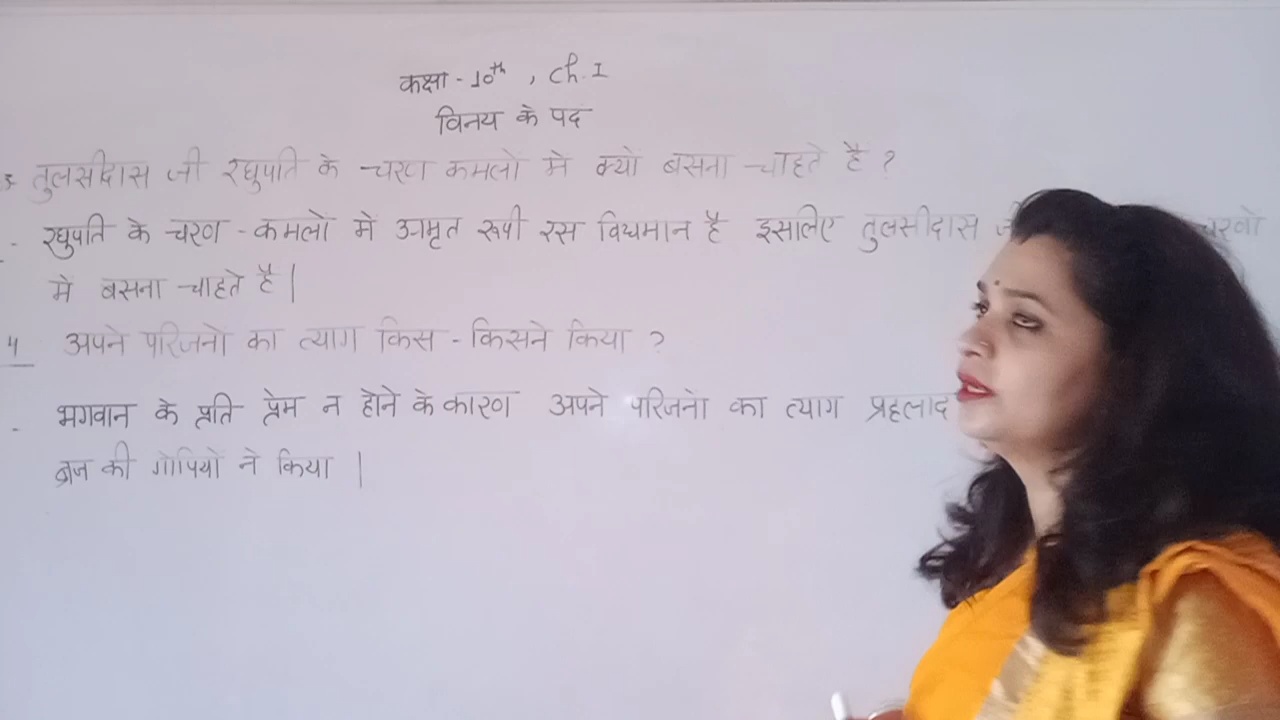 कक्षा - 10th , Ch. I
विनय के पद
तुलसीदास जी रघुपति के चरण कमलो मे क्यो बसना चाहते है ?
रघुपति के चरण - कमलो में अमृत रूपी रस विद्यमान है इसलिए तुलसीदास चरणो
में बसना चाहते है |
4 अपने परिजनो का त्याग किस - किसने किया ?
भगवान के प्रति प्रेम न होने के कारण अपने परिजनो का त्याग प्रहलाद
ब्रज की गोपियो ने किया |